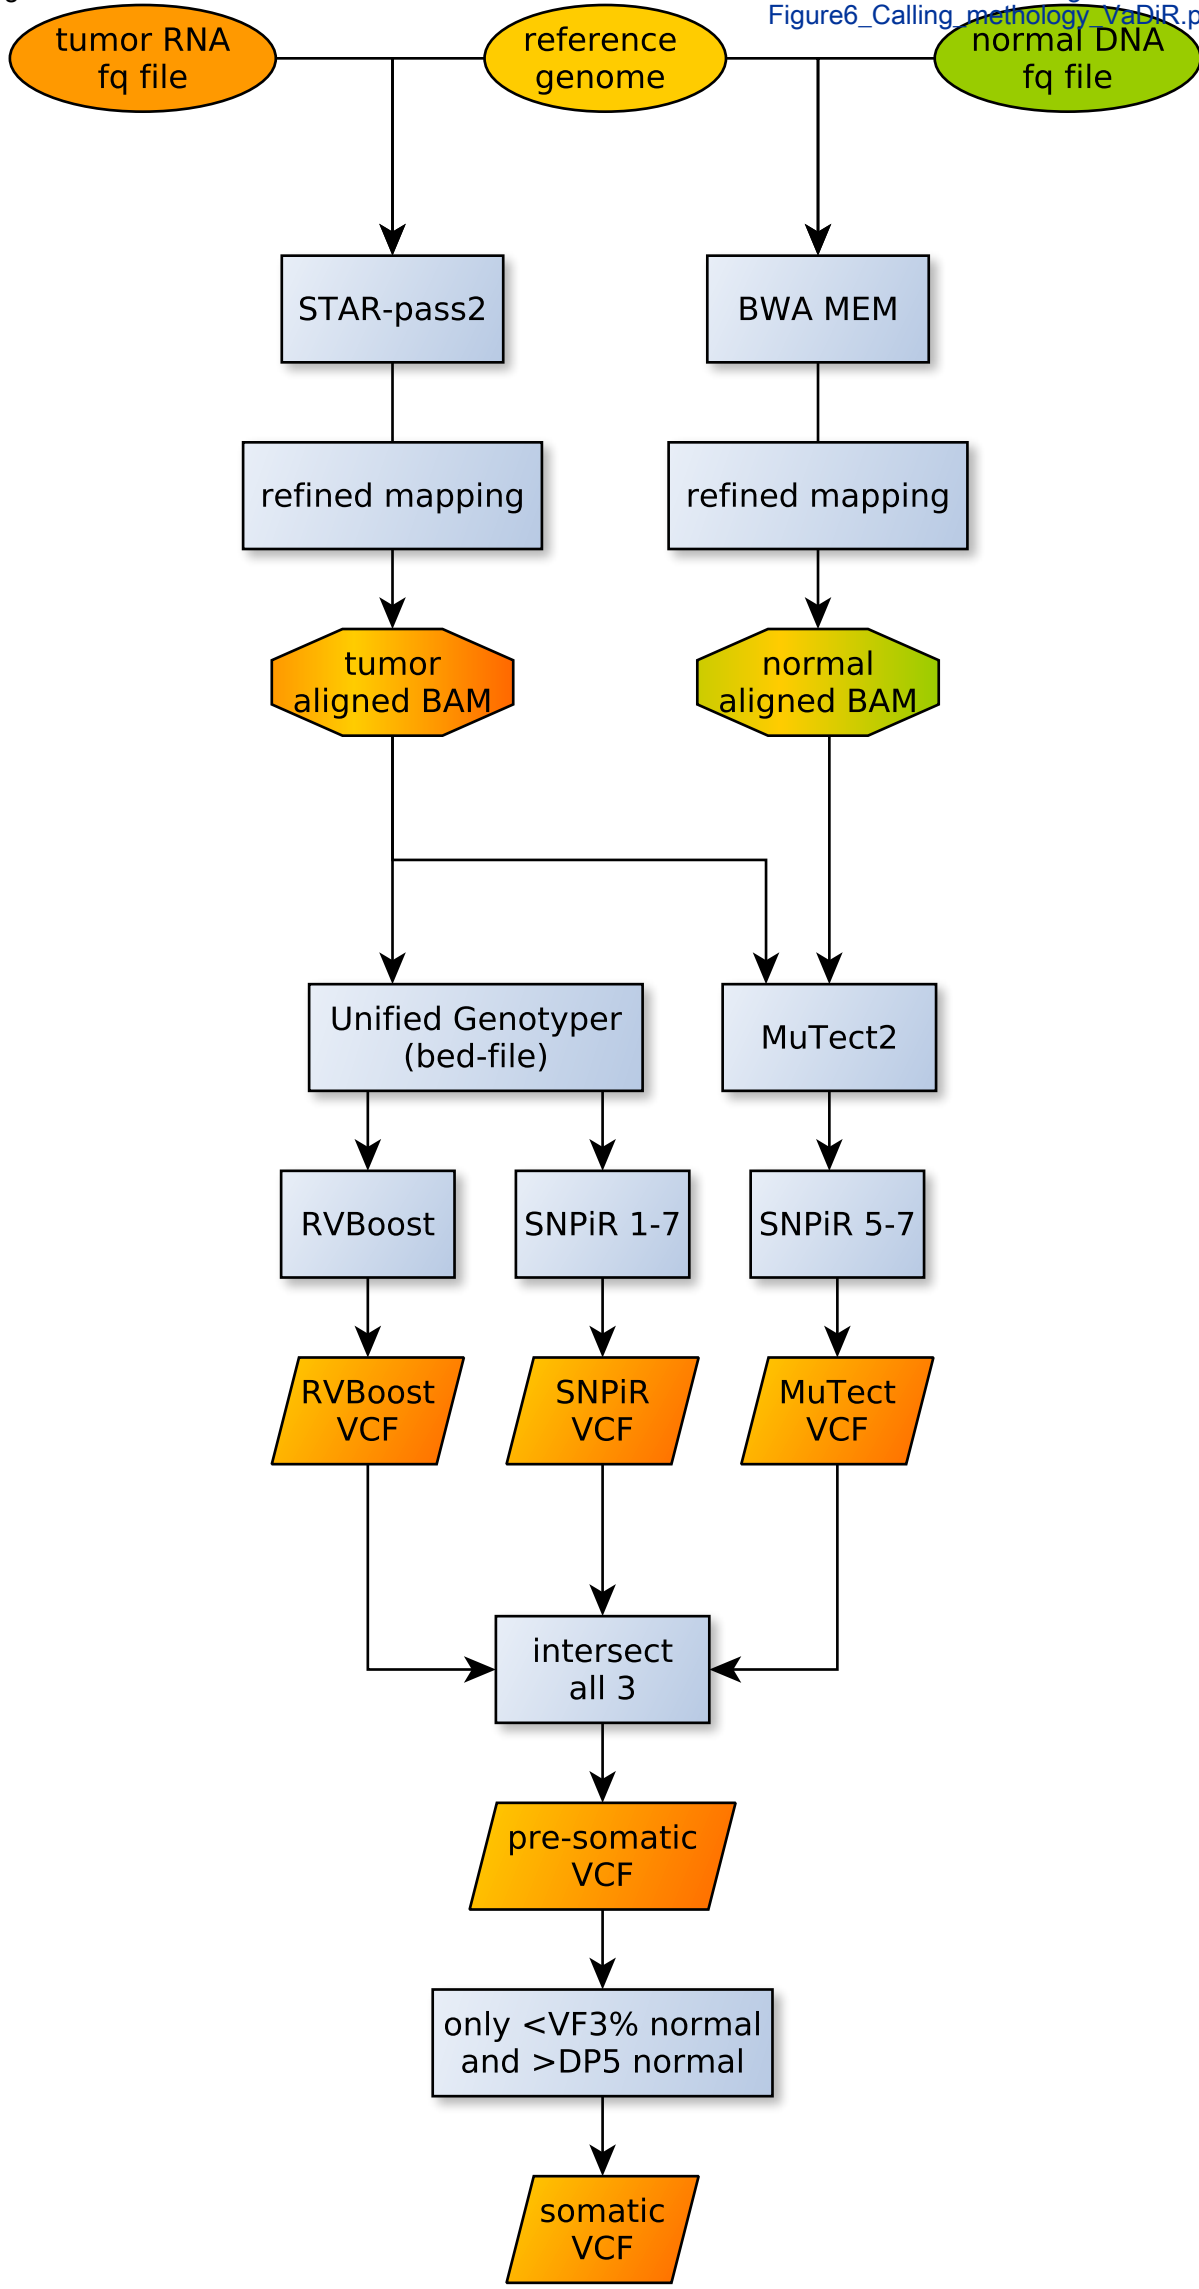 Figure6_Calling_methology_VaDiR.p
tumor RNA
fq file
reference
genome
normal DNA
fq file
STAR-pass2
BWA MEM
refined mapping
refined mapping
tumor
aligned BAM
normal
aligned BAM
Unified Genotyper
(bed-file)
MuTect2
RVBoost
SNPiR 1-7
SNPiR 5-7
RVBoost
VCF
SNPiR
VCF
MuTect
VCF
intersect
all 3
pre-somatic
VCF
only <VF3% normal
and >DP5 normal
somatic
VCF